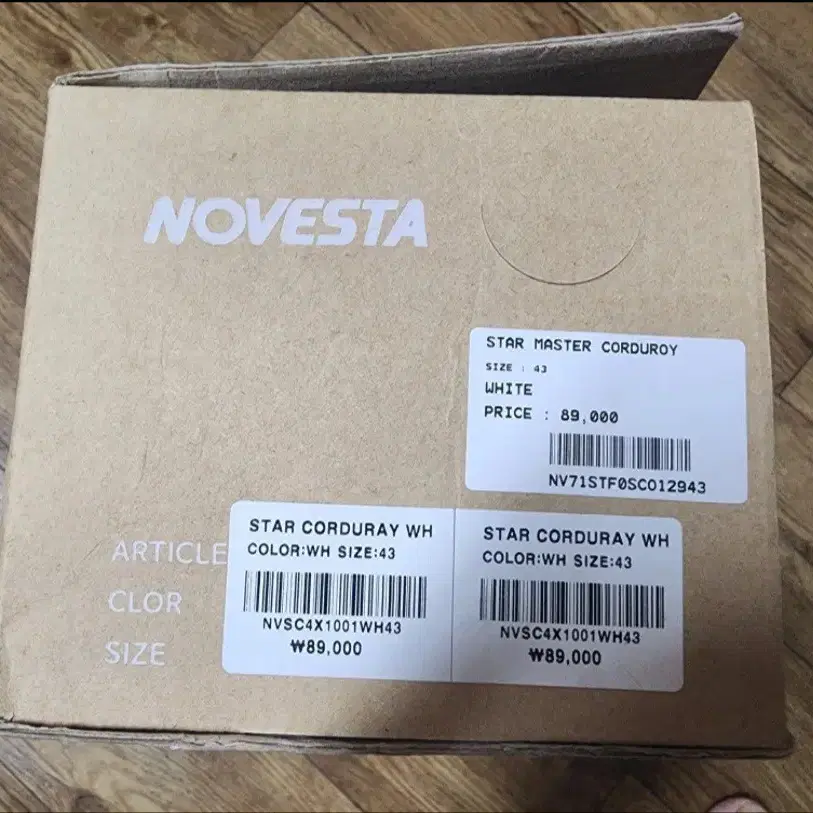 NOVESTA
STAR MASTER CORDUROY
SIZE : 43
WHITE
PRICE : 89,000
NV71STF0SC012943
ARTICLE
CLOR
SIZE
STAR CORDURAY WH
COLOR:WH SIZE:43
NVSC4X1001WH43
₩89,000
STAR CORDURAY WH
COLOR:WH SIZE:43
NVSC4X1001WH43
₩89,000